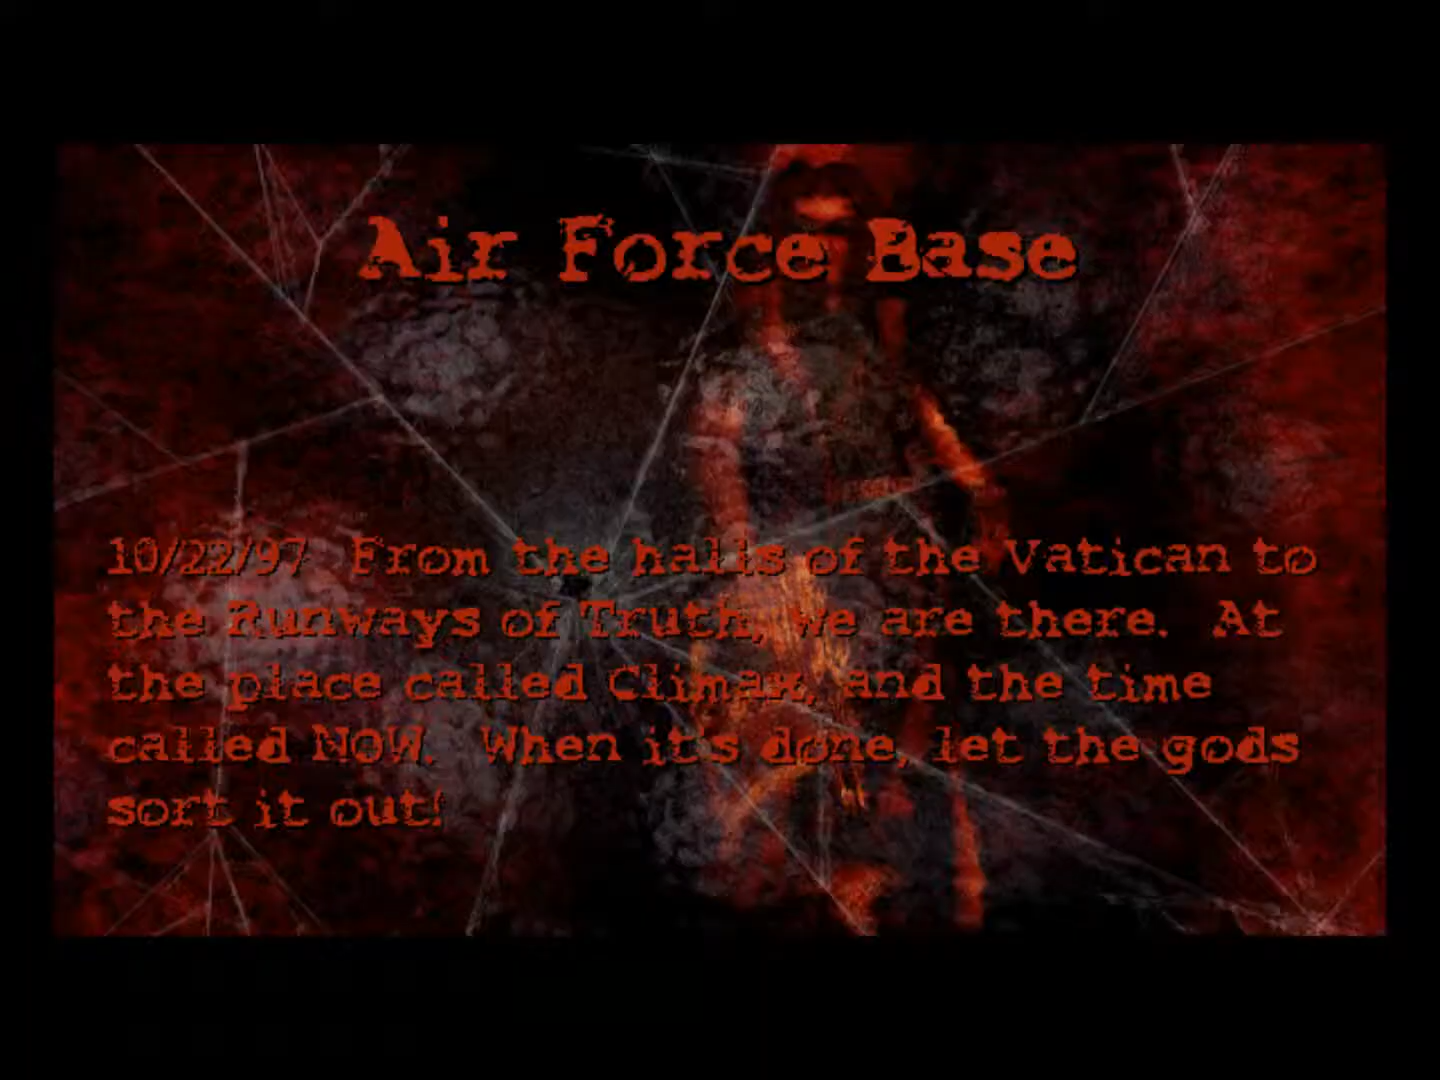 Air Force Base
10/22/97 From the halls of the Vatican to
the Runways of Truth, we are there. At
the place called Climax, and the time
called NOW. When it's done, let the gods
sort it out!